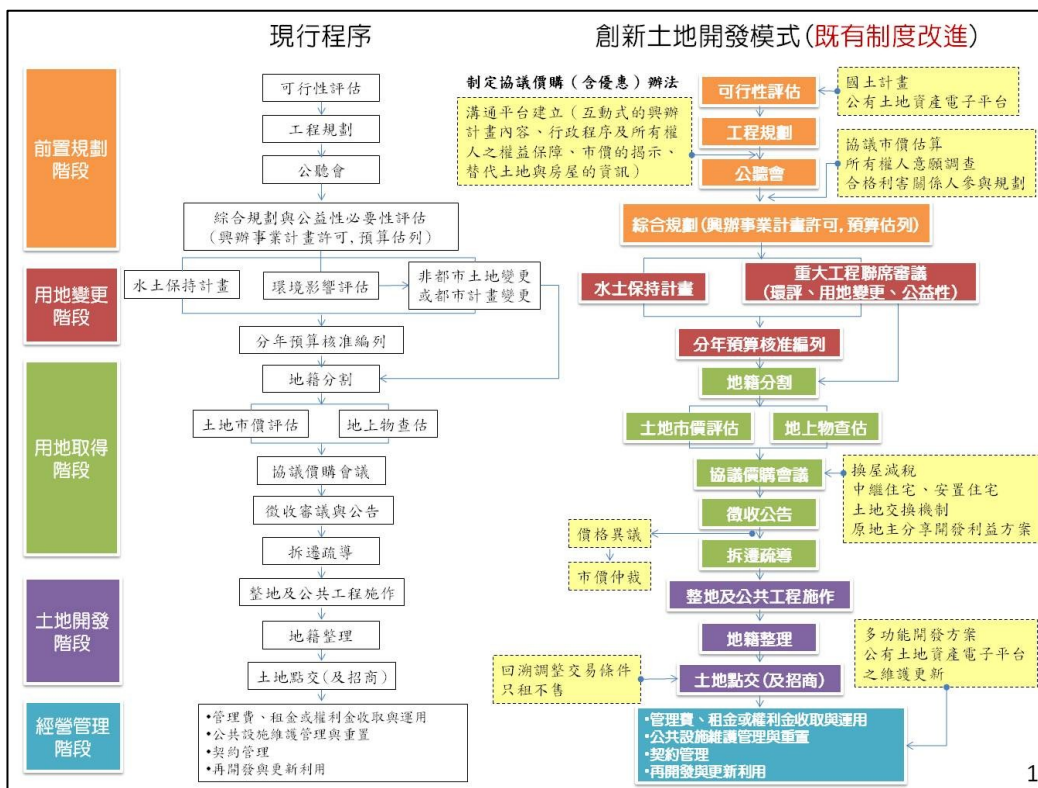 現行程序
創新土地開發模式(既有制度改進)
前置規劃
階段
用地變更
階段
用地取得
階段
土地開發
階段
經營管理
階段
可行性評估
工程規劃
公聽會
綜合規劃與公益性必要性評估
(興辦事業計畫許可,預算估列)
水土保持計畫
環境影響評估
非都市土地變更
或都市計畫變更
分年預算核准編列
地籍分割
土地市價評估
地上物查估
協議價購會議
徵收審議與公告
拆遷疏導
整地及公共工程施作
地籍整理
土地點交(及招商)
•管理費、租金或權利金收取與運用
•公共設施維護管理與重置
•契約管理
•再開發與更新利用
制定協議價購(含優惠)辦法
溝通平台建立(互動式的興辦
計畫內容、行政程序及所有權
人之權益保障、市價的揭示、
替代土地與房屋的資訊)
可行性評估
國土計畫
公有土地資產電子平台
工程規劃
公聽會
協議市價估算
所有權人意願調查
合格利害關係人參與規劃
綜合規劃(興辦事業計畫許可,預算估列)
水土保持計畫
重大工程聯席審議
(環評、用地變更、公益性)
分年預算核准編列
地籍分割
土地市價評估
地上物查估
協議價購會議
換屋減稅
中繼住宅、安置住宅
土地交換機制
原地主分享開發利益方案
徵收公告
價格異議
市價仲裁
拆遷疏導
整地及公共工程施作
地籍整理
多功能開發方案
公有土地資產電子平台
之維護更新
回溯調整交易條件
只租不售
土地點交(及招商)
•管理費、租金或權利金收取與運用
•公共設施維護管理與重置
•契約管理
•再開發與更新利用
1